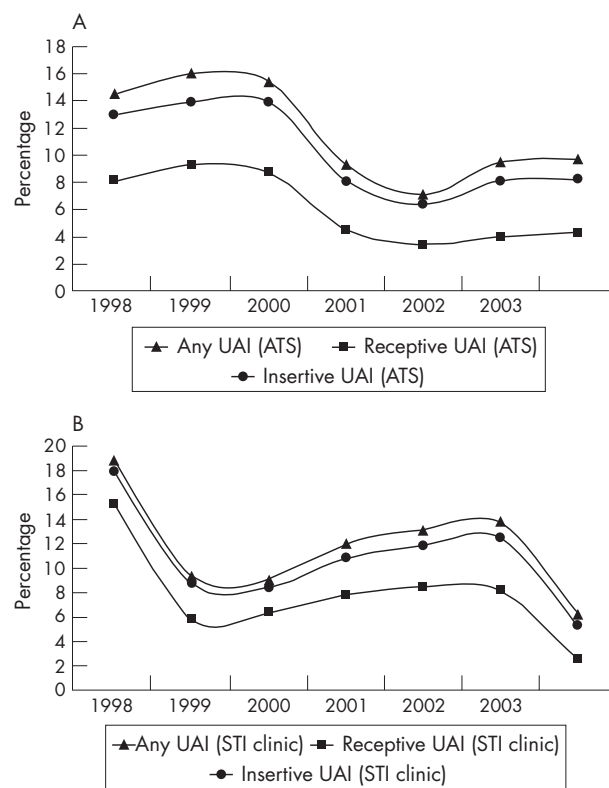 A
18
16
14
12
10
8
6
4
2
0
Percentage
1998 1999 2000 2001 2002 2003
Any UAI (ATS) Receptive UAI (ATS)
Insertive UAI (ATS)
B
20
18
16
14
12
10
8
6
4
2
0
Percentage
1998 1999 2000 2001 2002 2003
Any UAI (STI clinic) Receptive UAI (STI clinic)
Insertive UAI (STI clinic)